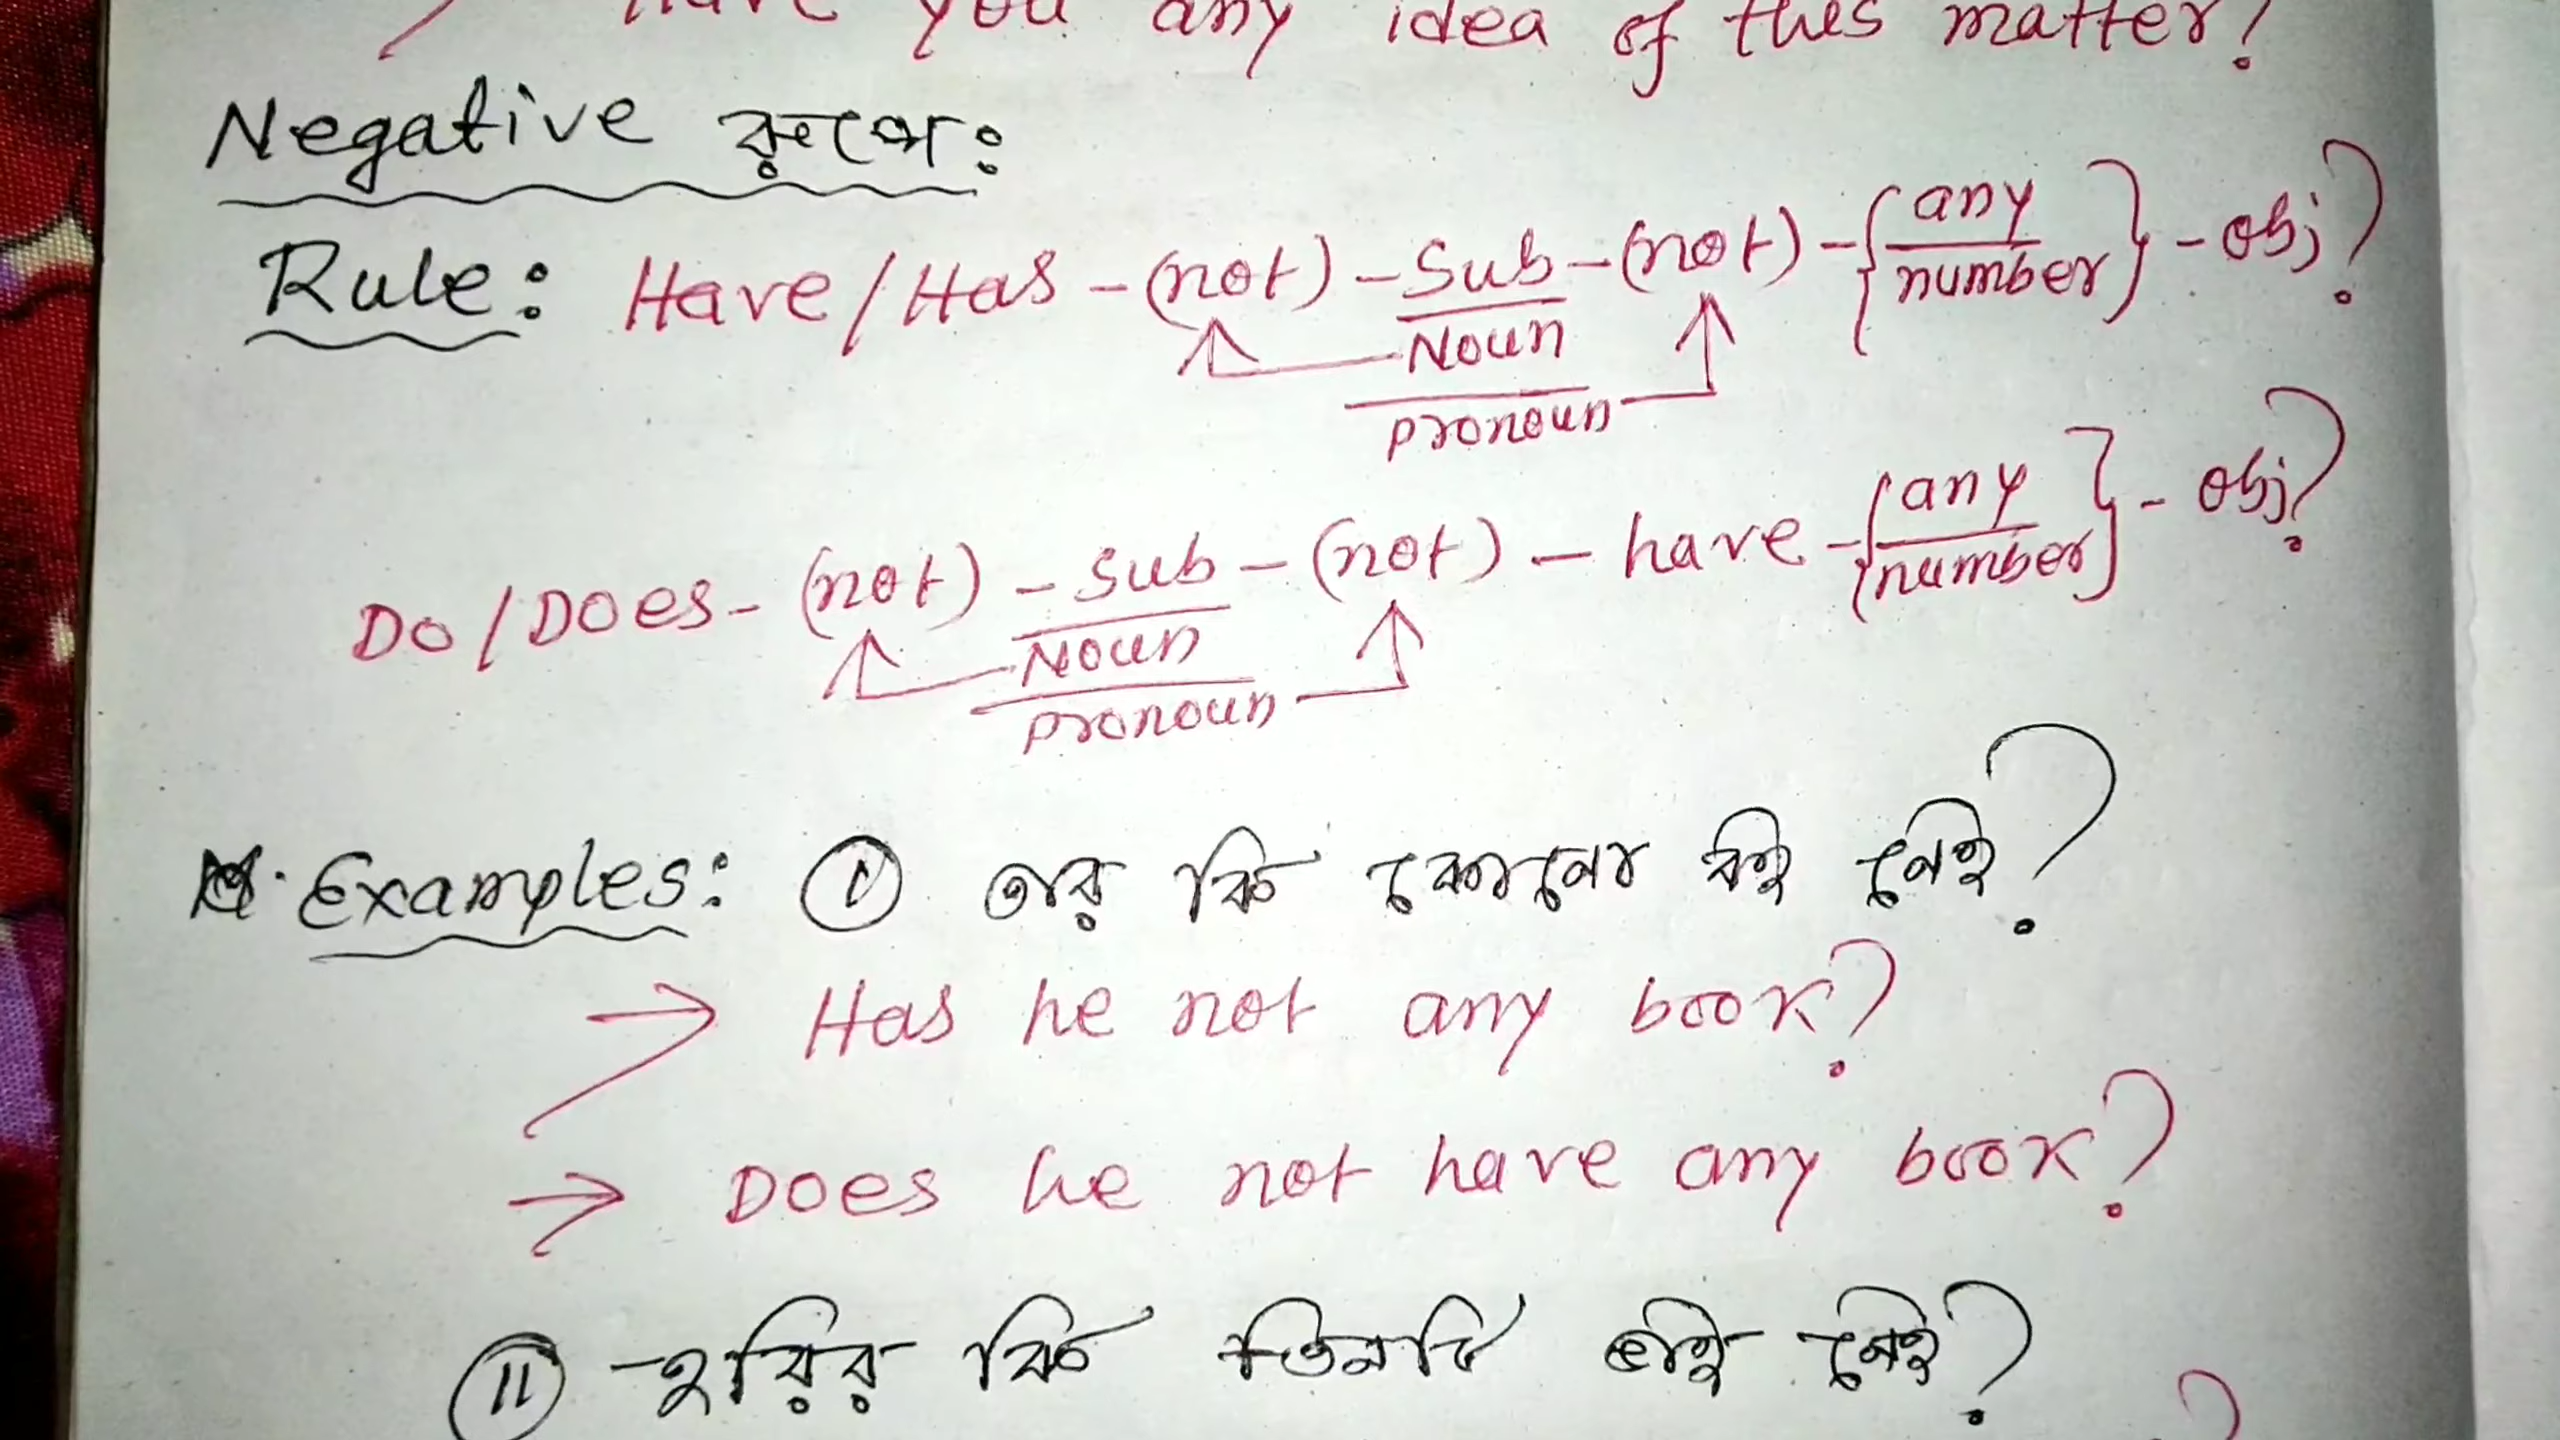 Have you any idea of this matter?
Negative রুপে:
Rule: Have/Has - (not) - Sub - (not) - {any - obj?
number}
Noun
pronoun
Do/Does - (not) - Sub - (not) - have - {any - obj?
number}
Noun
pronoun
Examples: (i) তার কি কোনো বই নেই?
→ Has he not any book?
→ Does he not have any book?
(ii) হরির কি তিনটি ভাই নেই?